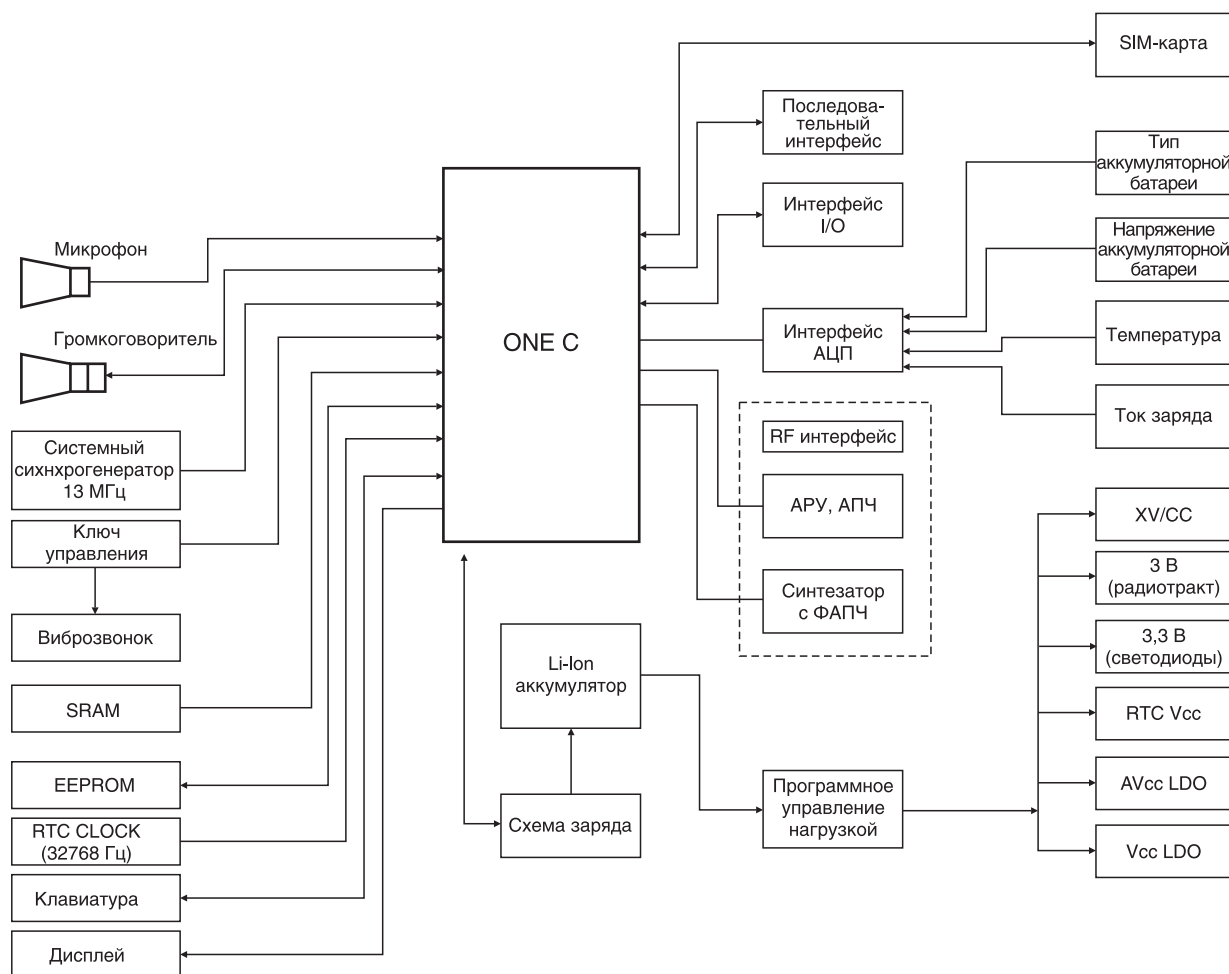 SIM-карта
Последова-
тельный
интерфейс
Тип
аккумуляторной
батареи
Интерфейс
I/O
Напряжение
аккумуляторной
батареи
Микрофон
Громкоговоритель
ONE C
Интерфейс
АЦП
Температура
Ток заряда
RF интерфейс
Системный
сихнхрогенератор
13 МГц
АРУ, АПЧ
XV/CC
Ключ
управления
3 В
(радиотракт)
Синтезатор
с ФАПЧ
Виброзвонок
Li-Ion
аккумулятор
3,3 В
(светодиоды)
SRAM
RTC Vcc
EEPROM
Программное
управление
нагрузкой
AVcc LDO
Схема заряда
RTC CLOCK
(32768 Гц)
Vcc LDO
Клавиатура
Дисплей